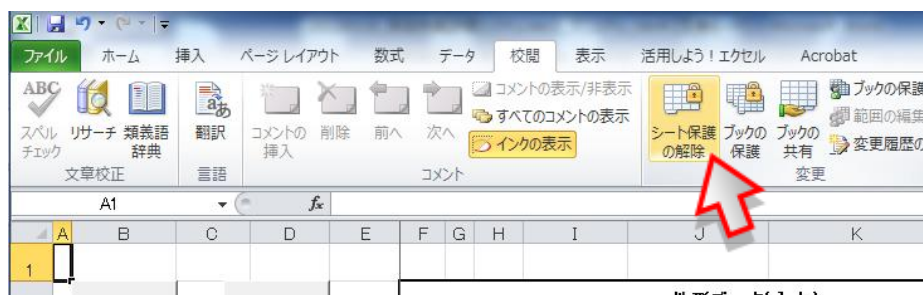 ファイル ホーム 挿入 ページ レイアウト 数式 データ 校閲 表示 活用しよう！エクセル Acrobat
ABC
スペル
チェック
リサーチ
類義語
辞典
文章校正
翻訳
言語
コメントの
挿入
削除
前へ
次へ
コメントの表示/非表示
すべてのコメントの表示
インクの表示
コメント
シート保護
の解除
ブックの
保護
ブックの
共有
ブックの保護
範囲の編集
変更履歴の
変更
A1 fx
A B C D E F G H I J K
1